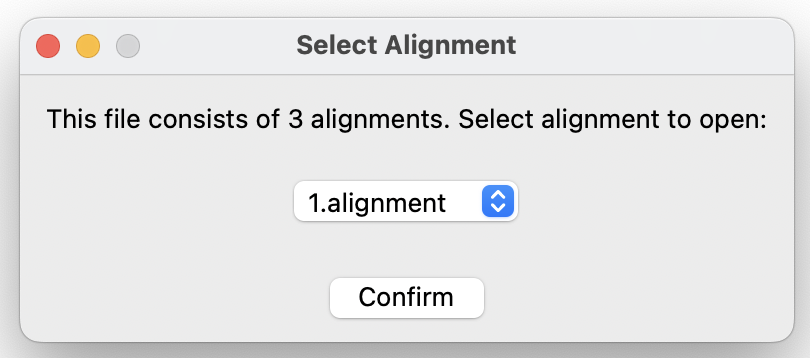 Select Alignment
This file consists of 3 alignments. Select alignment to open:
1.alignment
Confirm